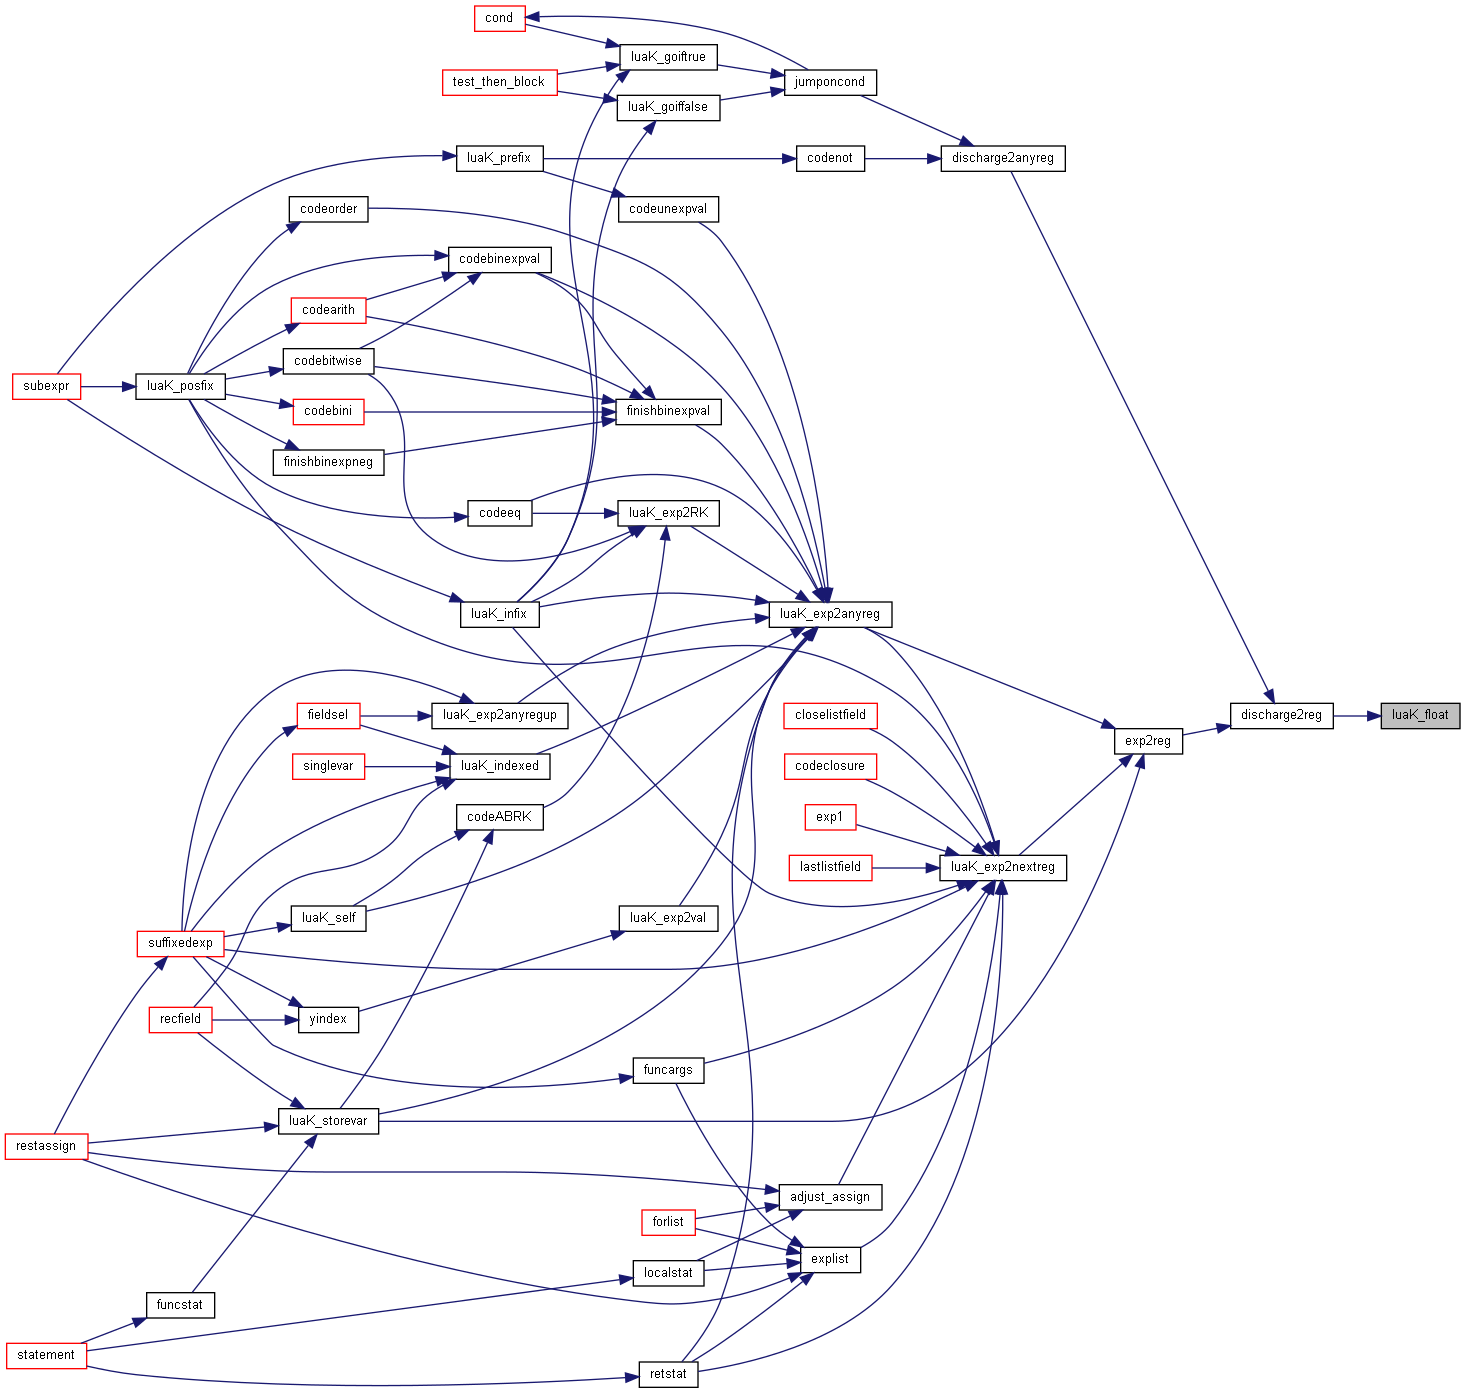 cond
luaK_goiftrue
test_then_block
jumponcond
luaK_goiffalse
luaK_prefix
codenot
discharge2anyreg
codeorder
codeunexpval
codebinexpval
codearith
codebitwise
subexpr
luaK_posfix
codebini
finishbinexpval
finishbinexpneg
codeeq
luaK_exp2RK
luaK_infix
luaK_exp2anyreg
fieldsel
luaK_exp2anyregup
closelistfield
discharge2reg
luaK_float
exp2reg
singlevar
luaK_indexed
codeclosure
codeABRK
exp1
lastlistfield
luaK_exp2nextreg
luaK_self
luaK_exp2val
suffixedexp
recfield
yindex
funcargs
luaK_storevar
restassign
adjust_assign
forlist
explist
localstat
funcstat
statement
retstat